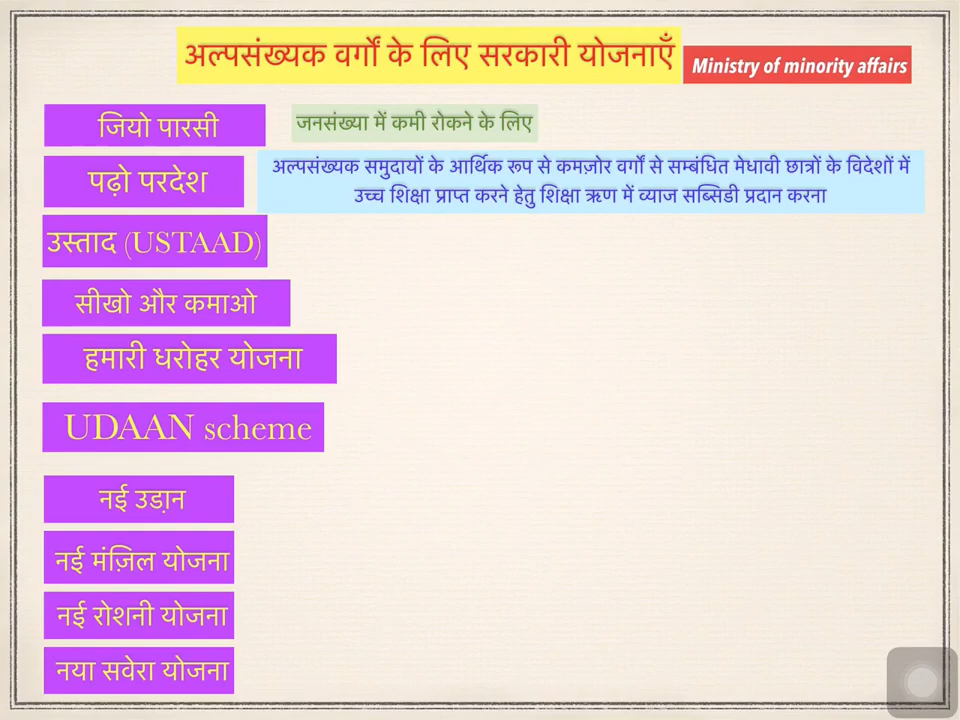 अल्पसंख्यक वर्गों के लिए सरकारी योजनाएँ
Ministry of minority affairs
जियो पारसी
जनसंख्या में कमी रोकने के लिए
पढ़ो परदेश
अल्पसंख्यक समुदायों के आर्थिक रूप से कमज़ोर वर्गों से सम्बंधित मेधावी छात्रों के विदेशों में
उच्च शिक्षा प्राप्त करने हेतु शिक्षा ऋण में व्याज सब्सिडी प्रदान करना
उस्ताद (USTAAD)
सीखो और कमाओ
हमारी धरोहर योजना
UDAAN scheme
नई उडा़न
नई मंज़िल योजना
नई रोशनी योजना
नया सवेरा योजना